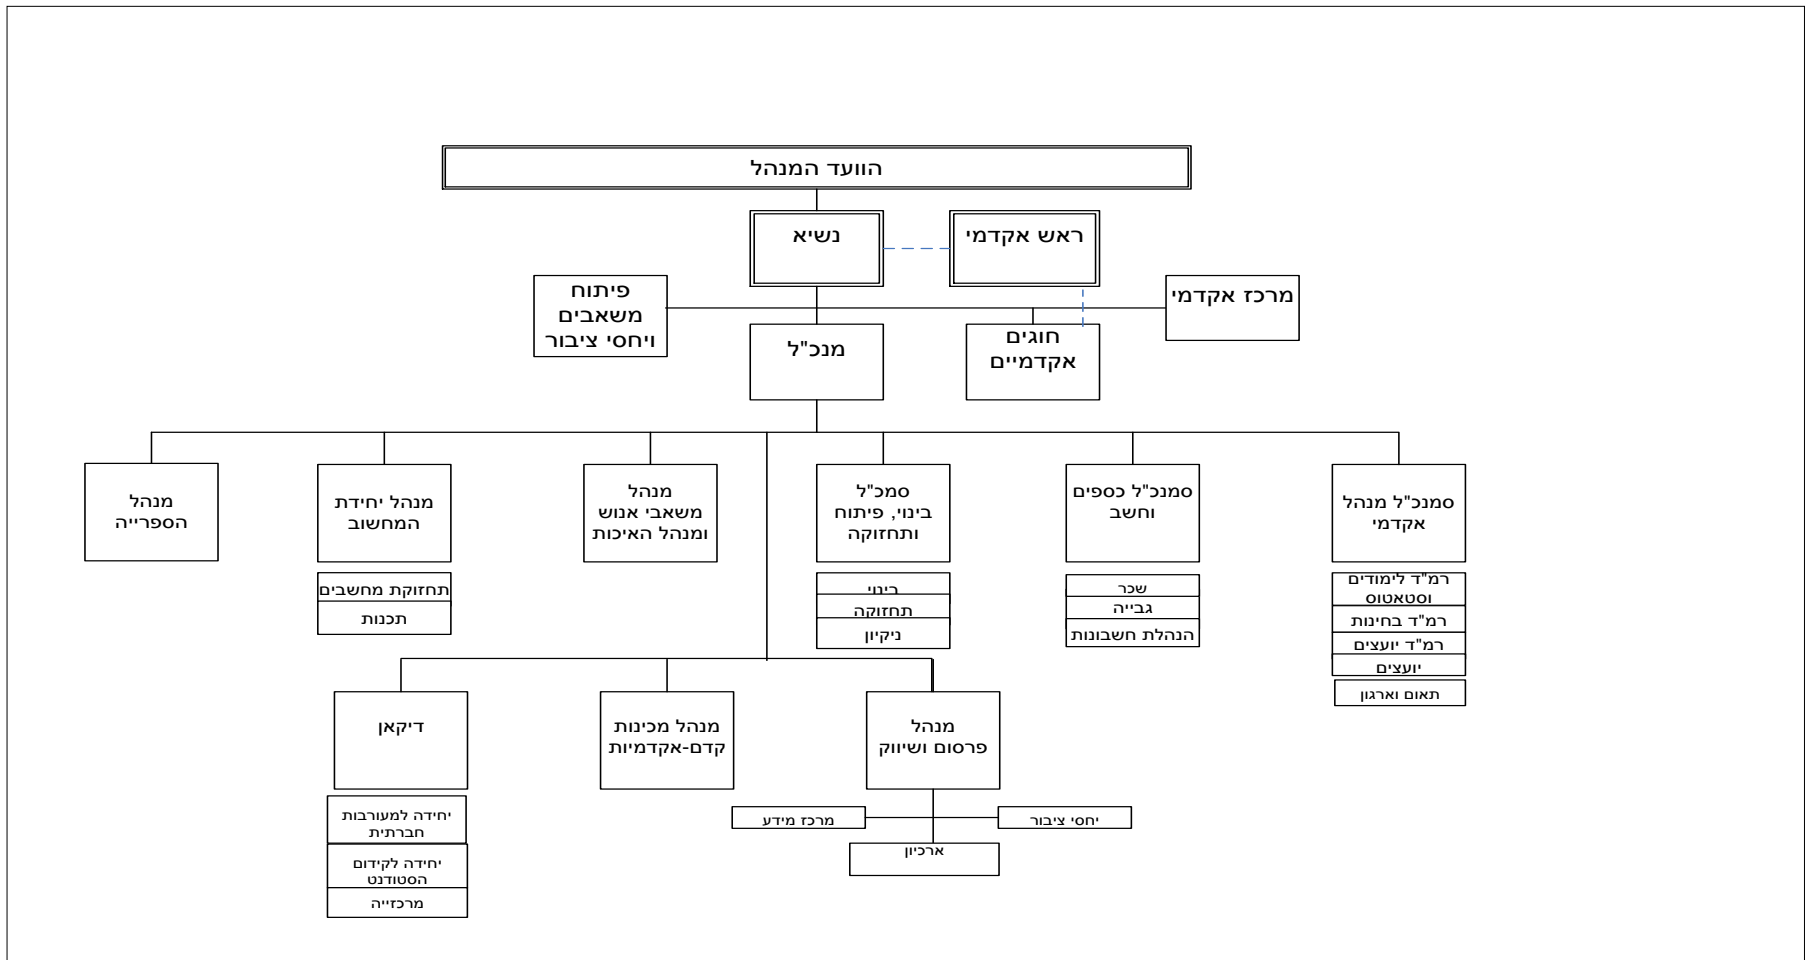 הוועד המנהל
ראש אקדמי
נשיא
מרכז אקדמי
חוגים
אקדמיים
מנכ"ל
פיתוח
משאבים
ויחסי ציבור
סמנכ"ל מנהל
אקדמי
רמ"ד לימודים
וסטאטוס
רמ"ד בחינות
רמ"ד יועצים
יועצים
תאום וארגון
סמנכ"ל כספים
וחשב
שכר
גבייה
הנהלת חשבונות
סמכ"ל
בינוי, פיתוח
ותחזוקה
בינוי
תחזוקה
ניקיון
מנהל
משאבי אנוש
ומנהל האיכות
מנהל יחידת
המחשוב
תחזוקת מחשבים
תכנות
מנהל
הספרייה
מנהל
פרסום ושיווק
יחסי ציבור
מרכז מידע
ארכיון
מנהל מכינות
קדם-אקדמיות
דיקאן
יחידה למעורבות
חברתית
יחידה לקידום
הסטודנט
מרכזייה